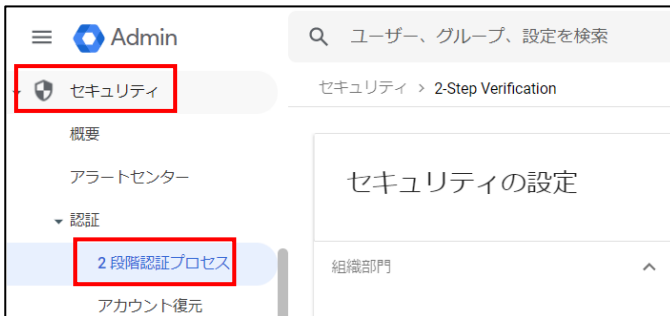 Admin
ユーザー、グループ、設定を検索
セキュリティ
概要
アラートセンター
認証
2 段階認証プロセス
アカウント復元
セキュリティ > 2-Step Verification
セキュリティの設定
組織部門